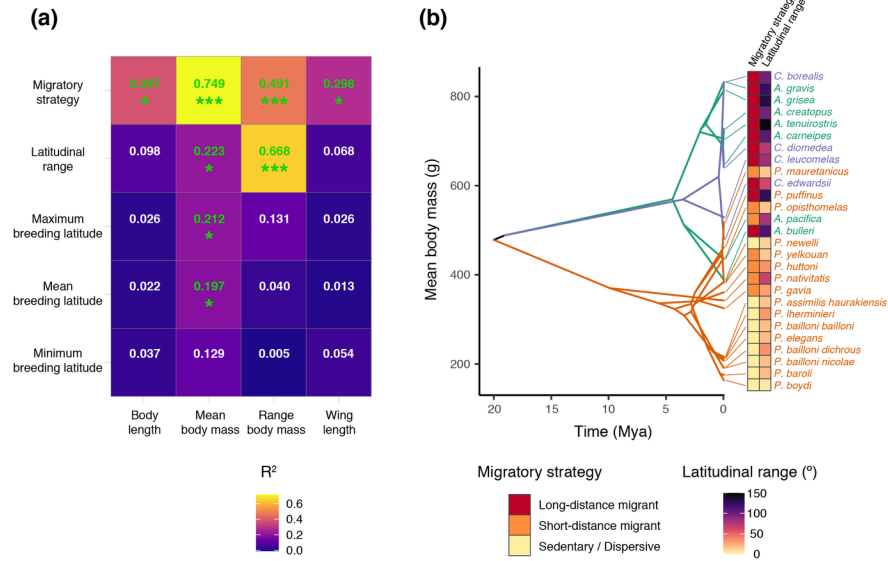 (a)
Migratory
strategy
0.749
***
0.491
***
0.298
*
*
Latitudinal
range
0.098
0.223
*
0.668
***
0.068
Maximum
breeding latitude
0.026
0.212
*
0.131
0.026
Mean
breeding latitude
0.022
0.197
*
0.040
0.013
Minimum
breeding latitude
0.037
0.129
0.005
0.054
Body
length
Mean
body mass
Range
body mass
Wing
length
R²
0.6
0.4
0.2
0.0
(b)
Migratory strategy
Latitudinal range
Mean body mass (g)
800
600
400
200
20
15
10
5
0
Time (Mya)
C. borealis
A. gravis
A. grisea
A. creatopus
A. tenuirostris
A. carneipes
C. diomedea
C. leucomelas
P. mauretanicus
C. edwardsii
P. puffinus
P. opisthomelas
A. pacifica
A. bulleri
P. newelli
P. yelkouan
P. huttoni
P. nativitatis
P. gavia
P. assimilis haurakiensis
P. lherminieri
P. bailloni bailloni
P. elegans
P. bailloni dichrous
P. bailloni nicolae
P. baroli
P. boydi
Migratory strategy
Long-distance migrant
Short-distance migrant
Sedentary / Dispersive
Latitudinal range (º)
150
100
50
0